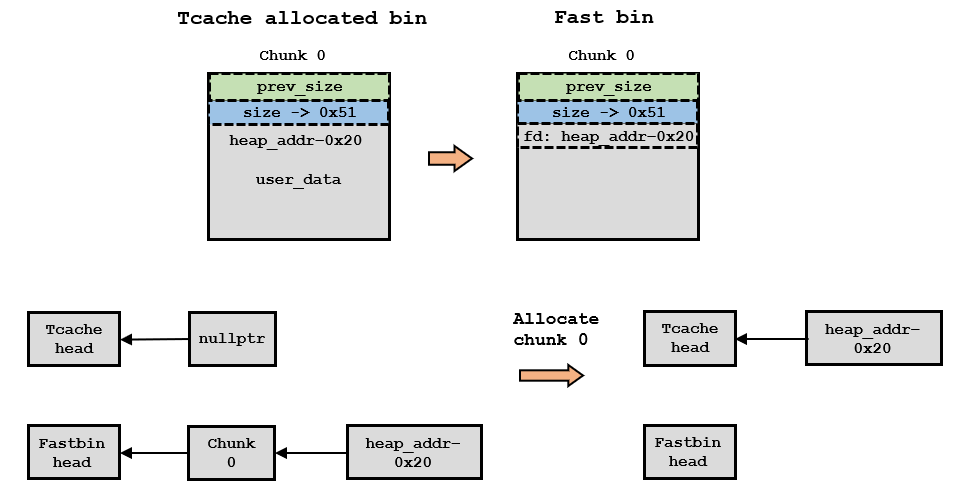 Tcache allocated bin
Fast bin
Chunk 0
Chunk 0
prev_size
prev_size
size -> 0x51
size -> 0x51
heap_addr-0x20
fd: heap_addr-0x20
user_data
Tcache
head
nullptr
Allocate
chunk 0
Tcache
head
heap_addr-
0x20
Fastbin
head
Chunk
0
heap_addr-
0x20
Fastbin
head